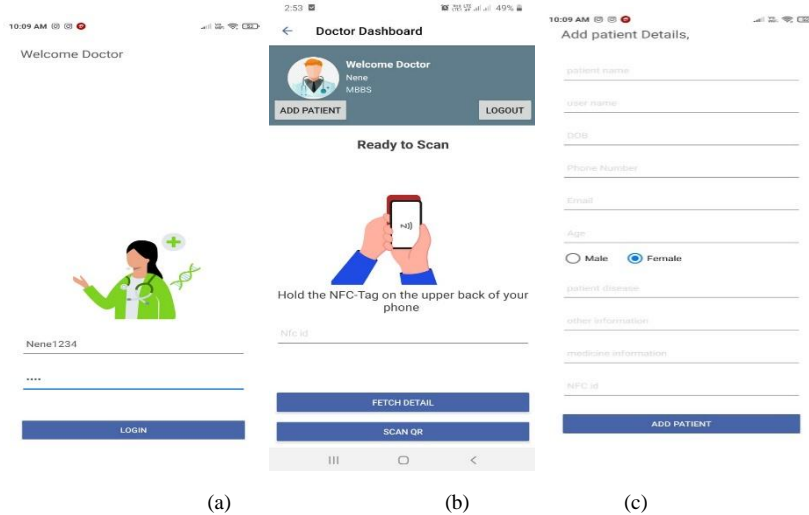 10:09 AM
Welcome Doctor
Nene1234
....
LOGIN
(a)
2:53
49%
Doctor Dashboard
Welcome Doctor
Nene
MBBS
ADD PATIENT
LOGOUT
Ready to Scan
Hold the NFC-Tag on the upper back of your
phone
Nfc id
FETCH DETAIL
SCAN QR
(b)
10:09 AM
Add patient Details,
patient name
user name
DOB
Phone Number
Email
Age
Male
Female
patient disease
other information
medicine information
NFC id
ADD PATIENT
(c)